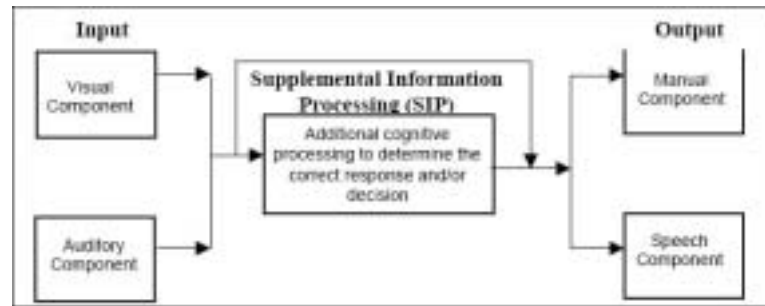 Input
Output
Visual
Component
Supplemental Information
Processing (SIP)
Manual
Component
Additional cognitive
processing to determine the
correct response and/or
decision
Auditory
Component
Speech
Component